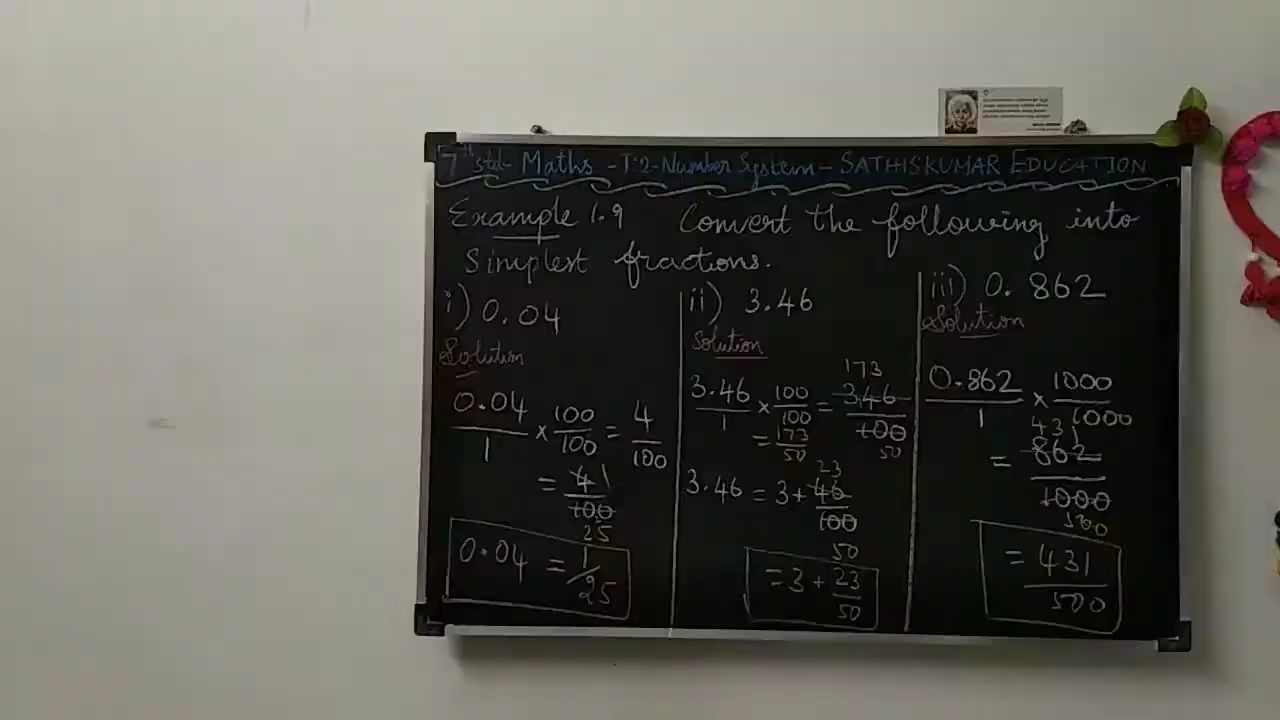 7th std - Maths - T:2 - Number System - SATHISKUMAR EDUCATION
Example 1.9 Convert the following into
Simplest fractions.
i) 0.04
Solution
0.04/1 × 100/100 = 4/100
= 4/100 1 25
0.04 = 1/25
ii) 3.46
Solution
173
3.46/1 × 100/100 = 346/100
50
= 173/50
23
3.46 = 3 + 46/100
50
= 3 + 23/50
iii) 0.862
Solution
0.862/1 × 1000/1000
431
= 862/1000
500
= 431/500